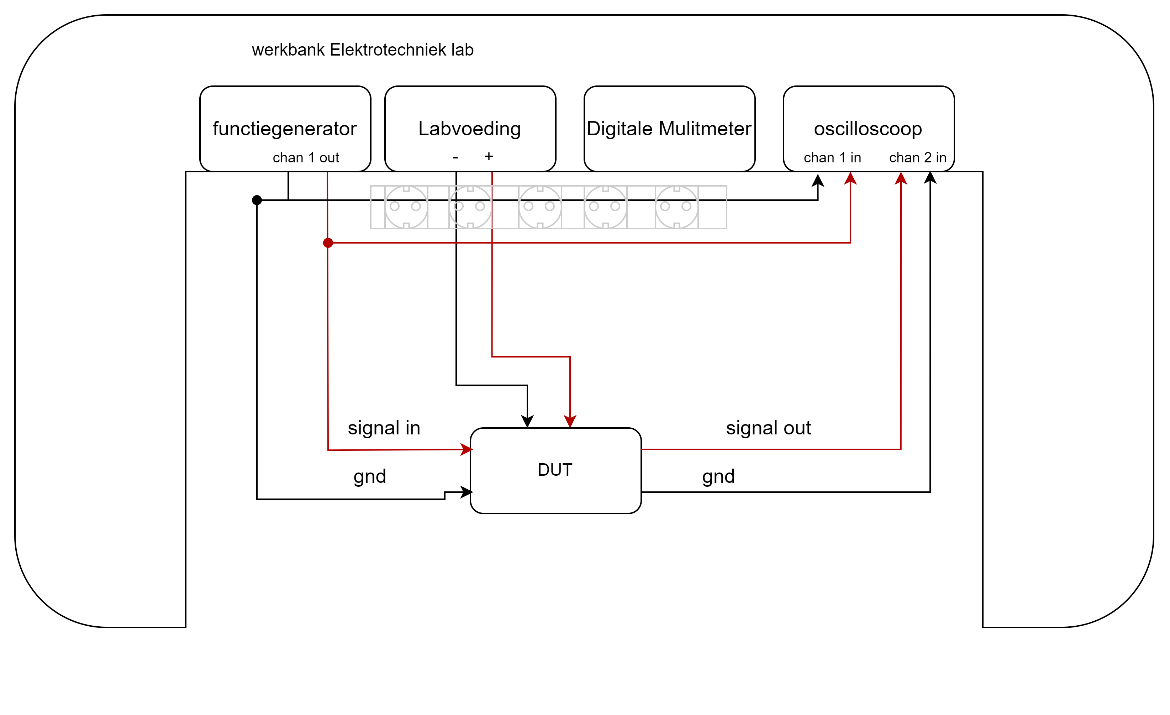 werkbank Elektrotechniek lab
functiegenerator
chan 1 out
Labvoeding
- +
Digitale Mulitmeter
oscilloscoop
chan 1 in
chan 2 in
signal in
signal out
gnd
DUT
gnd